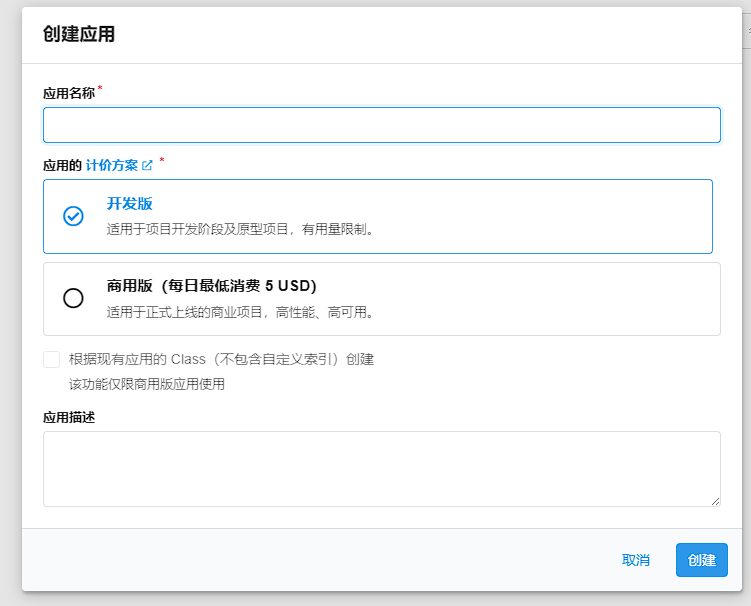 创建应用
应用名称*
应用的 计价方案 *
开发版
适用于项目开发阶段及原型项目，有用量限制。
商用版（每日最低消费 5 USD）
适用于正式上线的商业项目，高性能、高可用。
根据现有应用的 Class（不包含自定义索引）创建
该功能仅限商用版应用使用
应用描述
取消
创建